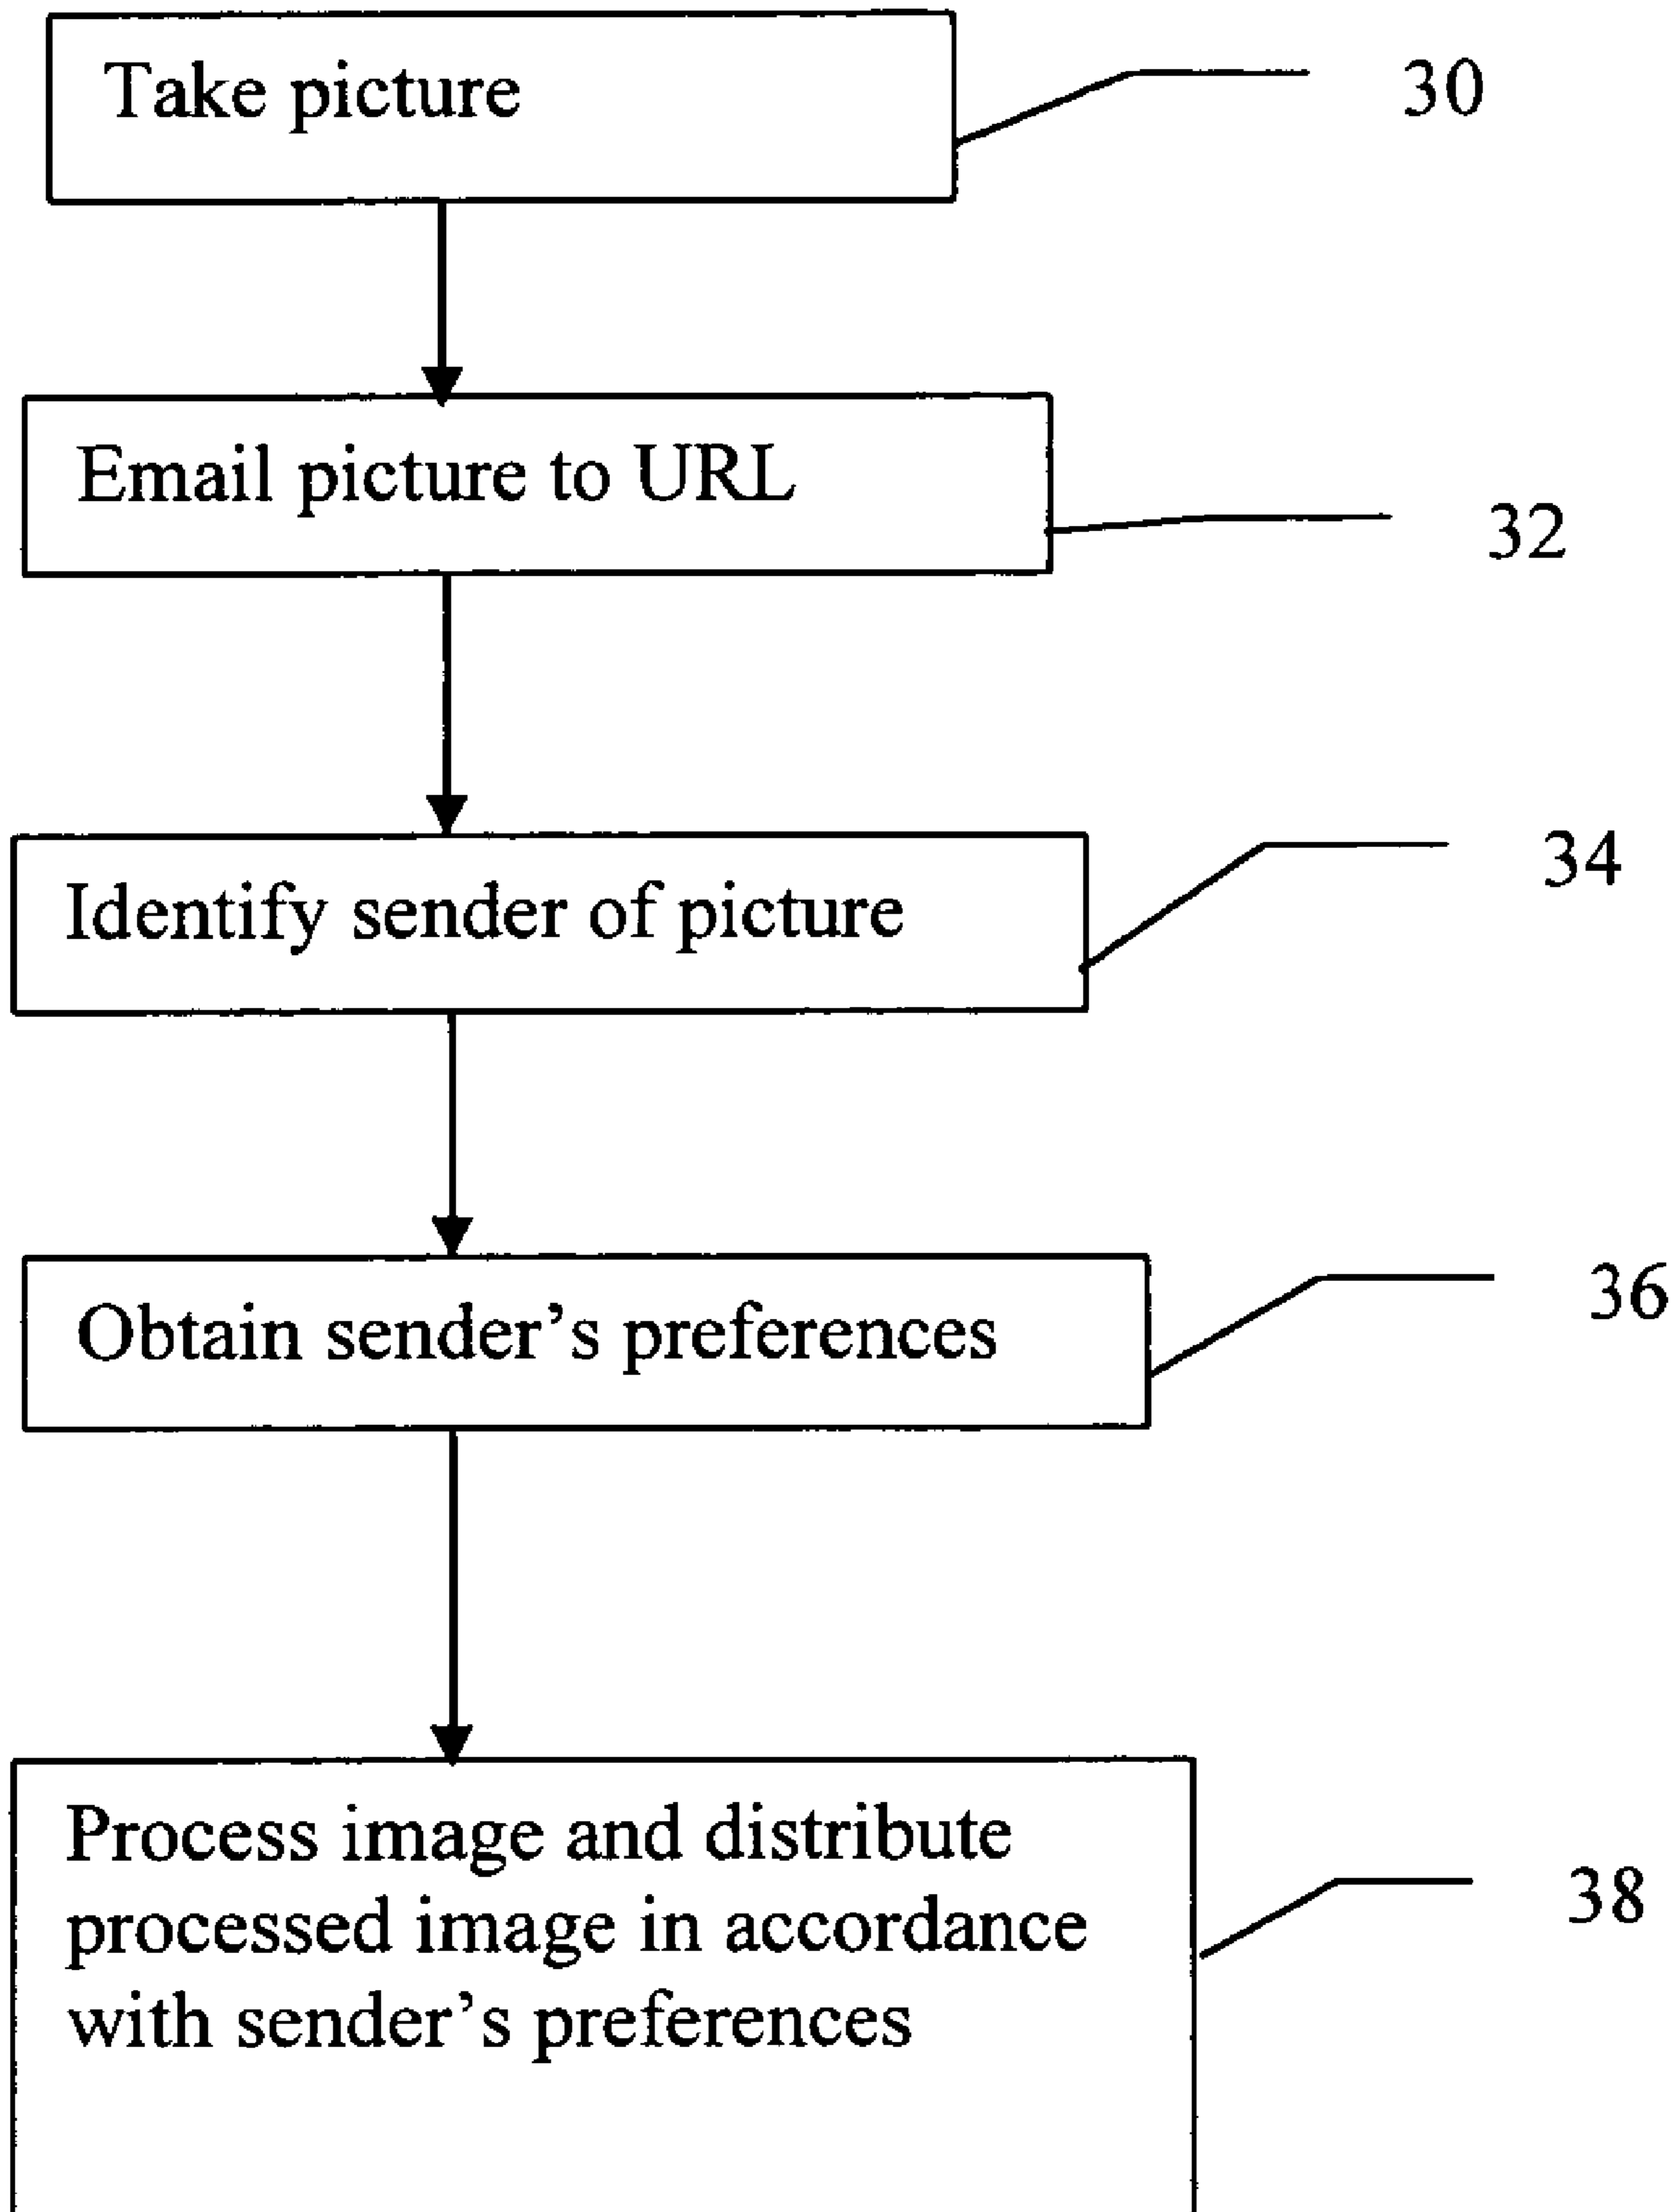 Take picture
30
Email picture to URL
32
Identify sender of picture
34
Obtain sender’s preferences
36
Process image and distribute
processed image in accordance
with sender’s preferences
38